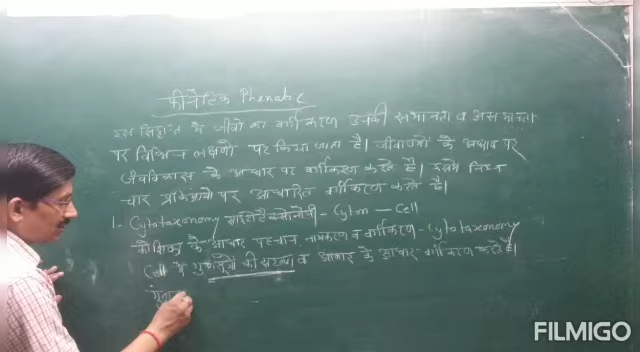 फीनेटिक Phenatic
इस सिद्धान्त में जीवों का वर्गीकरण उनकी समानता व असमानता
पर विभिन्न लक्षणों पर किया जाता है। जीवाश्मों के अभाव पर
जैवविकास के आधार पर वर्गीकरण करते हैं। इसमें निम्न
चार पर आधारित वर्गीकरण करते हैं।
1- Cytotaxonomy साइटोटैक्सोनोमी - Cyton — Cell
कोशिका के आधार पहचान नामकरण व वर्गीकरण - Cytotaxonomy
Cell में गुणसूत्रों की संख्या व आकार के आधार वर्गीकरण करते हैं।
FILMIGO